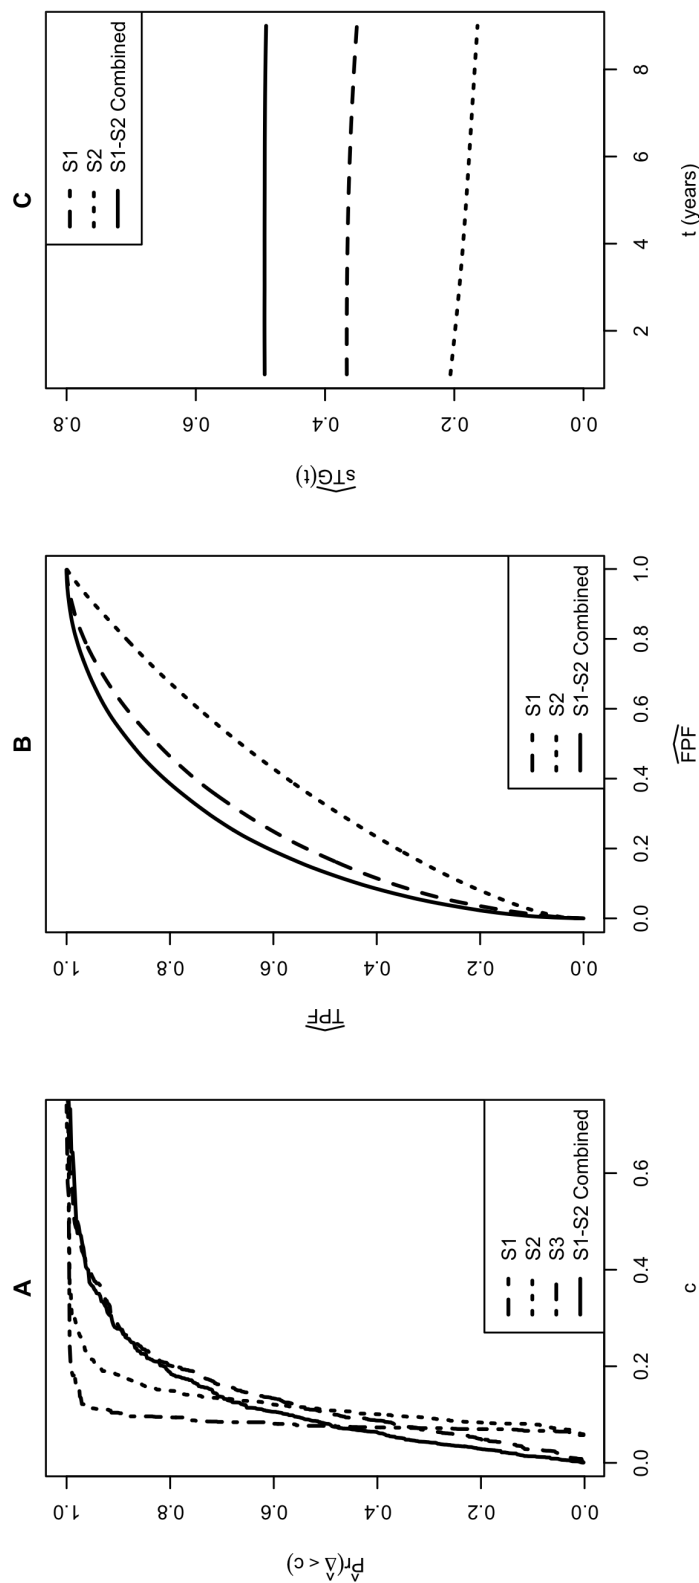 A
P̂r(Δ̂ < c)
1.0
0.8
0.6
0.4
0.2
0.0
0.0 0.2 0.4 0.6
c
S1
S2
S3
S1-S2 Combined
B
TPF
1.0
0.8
0.6
0.4
0.2
0.0
0.0 0.2 0.4 0.6 0.8 1.0
FPF
S1
S2
S1-S2 Combined
C
sTG(t)
0.8
0.6
0.4
0.2
0.0
2 4 6 8
t (years)
S1
S2
S1-S2 Combined